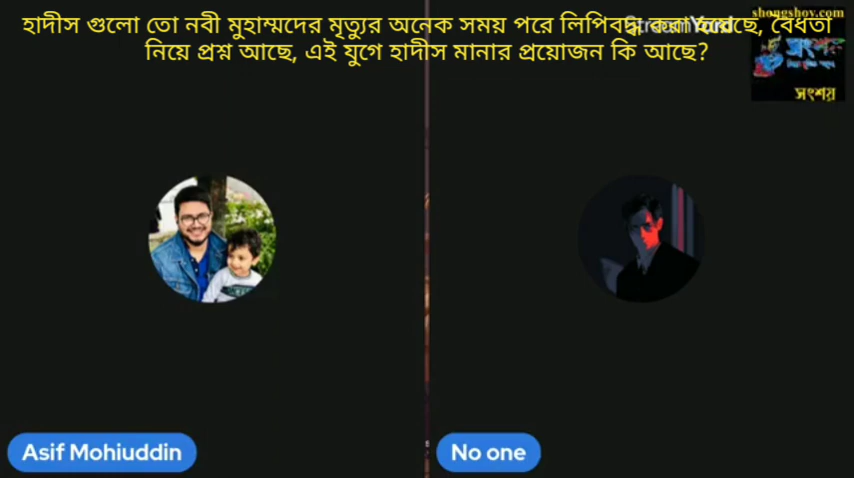 হাদীস গুলো তো নবী মুহাম্মদের মৃত্যুর অনেক সময় পরে লিপিবদ্ধ করা হয়েছে, বৈধতা
নিয়ে প্রশ্ন আছে, এই যুগে হাদীস মানার প্রয়োজন কি আছে?
StreamYard
shongshoy.com
সংশয়
Asif Mohiuddin
No one